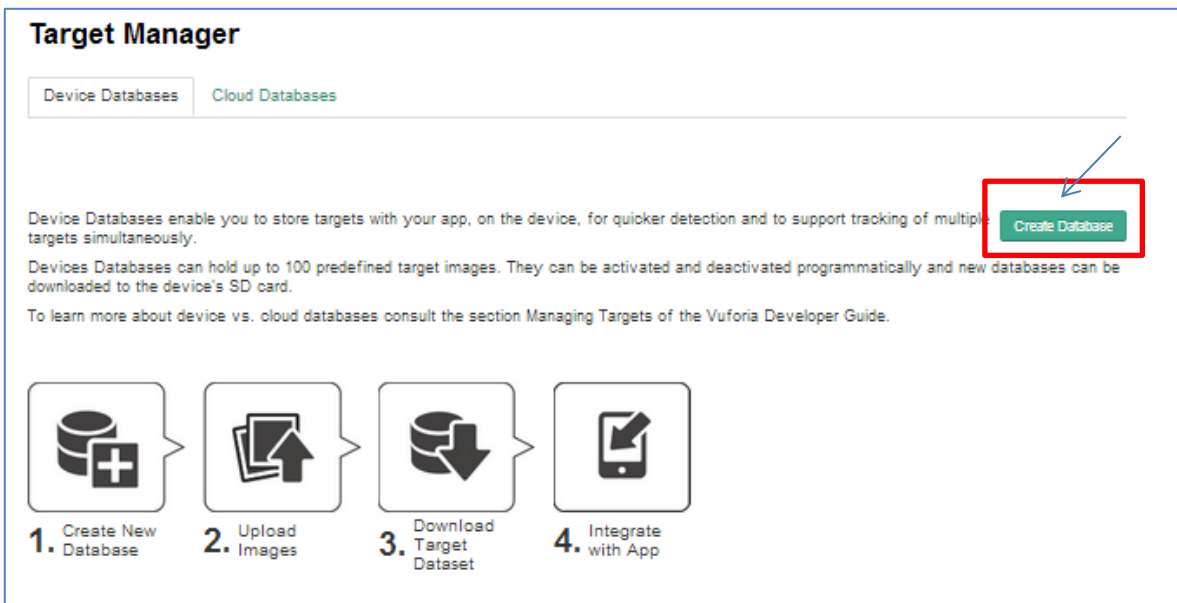 Target Manager
Device Databases
Cloud Databases
Device Databases enable you to store targets with your app, on the device, for quicker detection and to support tracking of multiple
targets simultaneously.
Create Database
Devices Databases can hold up to 100 predefined target images. They can be activated and deactivated programmatically and new databases can be
downloaded to the device's SD card.
To learn more about device vs. cloud databases consult the section Managing Targets of the Vuforia Developer Guide.
1. Create New
Database
2. Upload
Images
3. Download
Target
Dataset
4. Integrate
with App